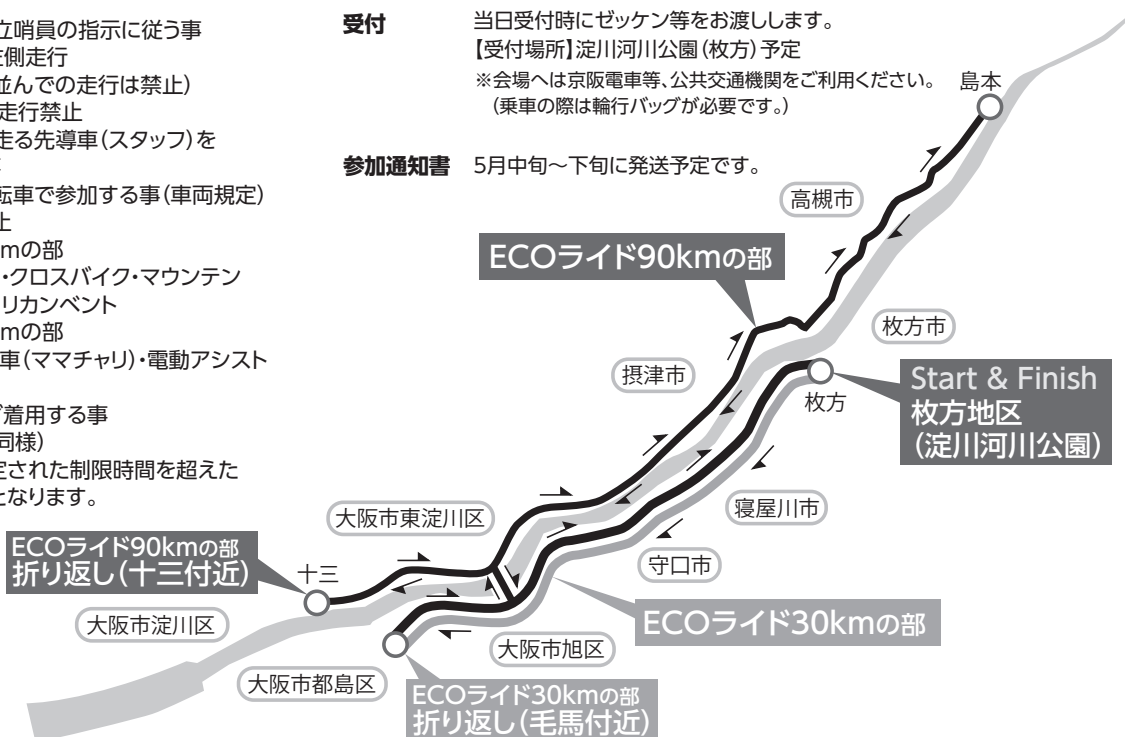 立哨員の指示に従う事
左側走行
並んでの走行は禁止)
走行禁止
走る先導車(スタッフ)を
転車で参加する事(車両規定)
止
kmの部
・クロスバイク・マウンテン
リカンベント
kmの部
車(ママチャリ)・電動アシスト
着用する事
同様)
定された制限時間を超えた
となります。
受付 当日受付時にゼッケン等をお渡しします。
【受付場所】淀川河川公園(枚方)予定
※会場へは京阪電車等、公共交通機関をご利用ください。
(乗車の際は輪行バッグが必要です。)
参加通知書 5月中旬〜下旬に発送予定です。
島本
高槻市
ECOライド90kmの部
枚方市
摂津市
枚方
Start & Finish
枚方地区
(淀川河川公園)
寝屋川市
大阪市東淀川区
守口市
ECOライド90kmの部
折り返し(十三付近)
十三
ECOライド30kmの部
大阪市淀川区
大阪市旭区
大阪市都島区
ECOライド30kmの部
折り返し(毛馬付近)